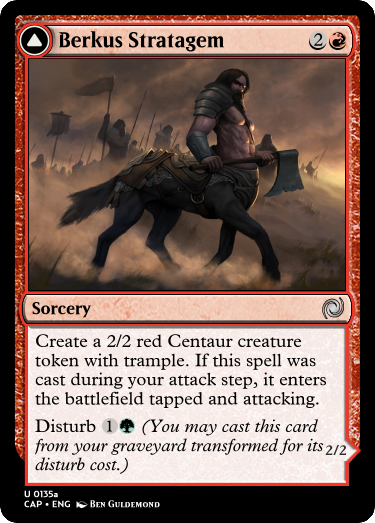 Berkus Stratagem 2
Sorcery
Create a 2/2 red Centaur creature
token with trample. If this spell was
cast during your attack step, it enters
the battlefield tapped and attacking.
Disturb 1 (You may cast this card
from your graveyard transformed for its
disturb cost.)
2/2
U 0135a
CAP • ENG Ben Guldemond